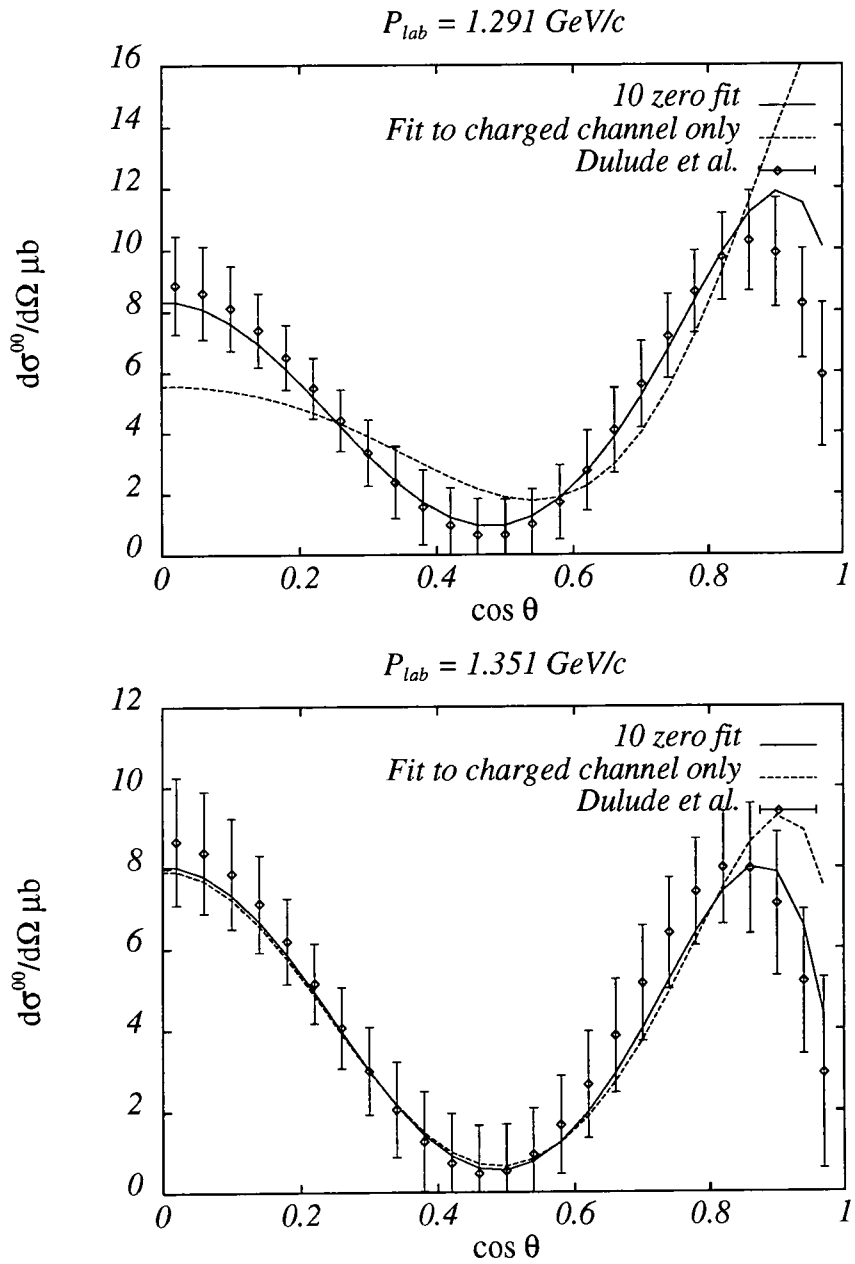 P_lab = 1.291 GeV/c
16
14
12
10
8
6
4
2
0
dσ^00/dΩ μb
10 zero fit
Fit to charged channel only
Dulude et al.
0 0.2 0.4 0.6 0.8 1
cos θ
P_lab = 1.351 GeV/c
12
10
8
6
4
2
0
dσ^00/dΩ μb
10 zero fit
Fit to charged channel only
Dulude et al.
0 0.2 0.4 0.6 0.8 1
cos θ